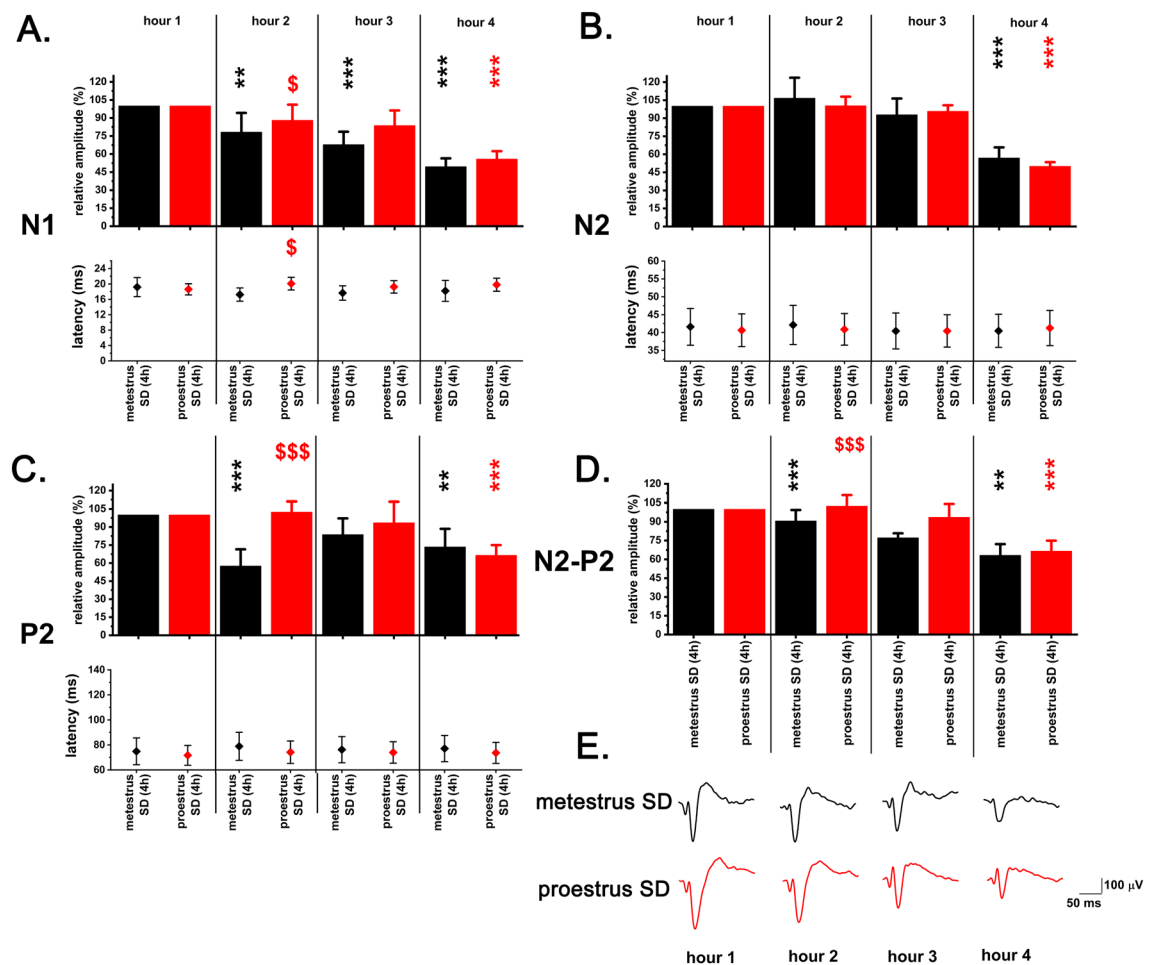 A.
hour 1 hour 2 hour 3 hour 4
** $ *** *** ***
relative amplitude (%)
120
105
90
75
60
45
30
15
0
N1
$
latency (ms)
24
20
16
12
8
4
0
metestrus SD (4h)
proestrus SD (4h)
metestrus SD (4h)
proestrus SD (4h)
metestrus SD (4h)
proestrus SD (4h)
metestrus SD (4h)
proestrus SD (4h)
B.
hour 1 hour 2 hour 3 hour 4
*** ***
relative amplitude (%)
120
105
90
75
60
45
30
15
0
N2
latency (ms)
60
55
50
45
40
35
metestrus SD (4h)
proestrus SD (4h)
metestrus SD (4h)
proestrus SD (4h)
metestrus SD (4h)
proestrus SD (4h)
metestrus SD (4h)
proestrus SD (4h)
C.
*** $$$ ** ***
relative amplitude (%)
120
105
90
75
60
45
30
15
0
P2
latency (ms)
140
120
100
80
60
metestrus SD (4h)
proestrus SD (4h)
metestrus SD (4h)
proestrus SD (4h)
metestrus SD (4h)
proestrus SD (4h)
metestrus SD (4h)
proestrus SD (4h)
D.
*** $$$ ** ***
relative amplitude (%)
120
105
90
75
60
45
30
15
0
N2-P2
metestrus SD (4h)
proestrus SD (4h)
metestrus SD (4h)
proestrus SD (4h)
metestrus SD (4h)
proestrus SD (4h)
metestrus SD (4h)
proestrus SD (4h)
E.
metestrus SD
proestrus SD
100 µV
50 ms
hour 1 hour 2 hour 3 hour 4